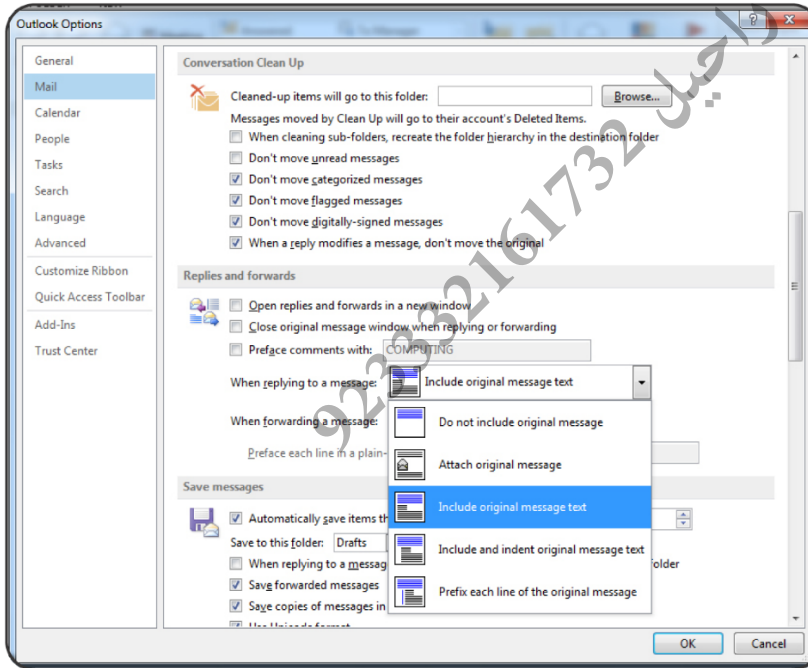 Outlook Options
General
Mail
Calendar
People
Tasks
Search
Language
Advanced
Customize Ribbon
Quick Access Toolbar
Add-Ins
Trust Center
Conversation Clean Up
Cleaned-up items will go to this folder:
Browse...
Messages moved by Clean Up will go to their account's Deleted Items.
When cleaning sub-folders, recreate the folder hierarchy in the destination folder
Don't move unread messages
Don't move categorized messages
Don't move flagged messages
Don't move digitally-signed messages
When a reply modifies a message, don't move the original
Replies and forwards
Open replies and forwards in a new window
Close original message window when replying or forwarding
Preface comments with: COMPUTING
When replying to a message: Include original message text
When forwarding a message:
Do not include original message
Attach original message
Include original message text
Include and indent original message text
Prefix each line of the original message
Preface each line in a plain-
Save messages
Automatically save items th
Save to this folder: Drafts
When replying to a messag
older
Save forwarded messages
Save copies of messages in
Use Unicode format
OK
Cancel
923332161732 راحیل